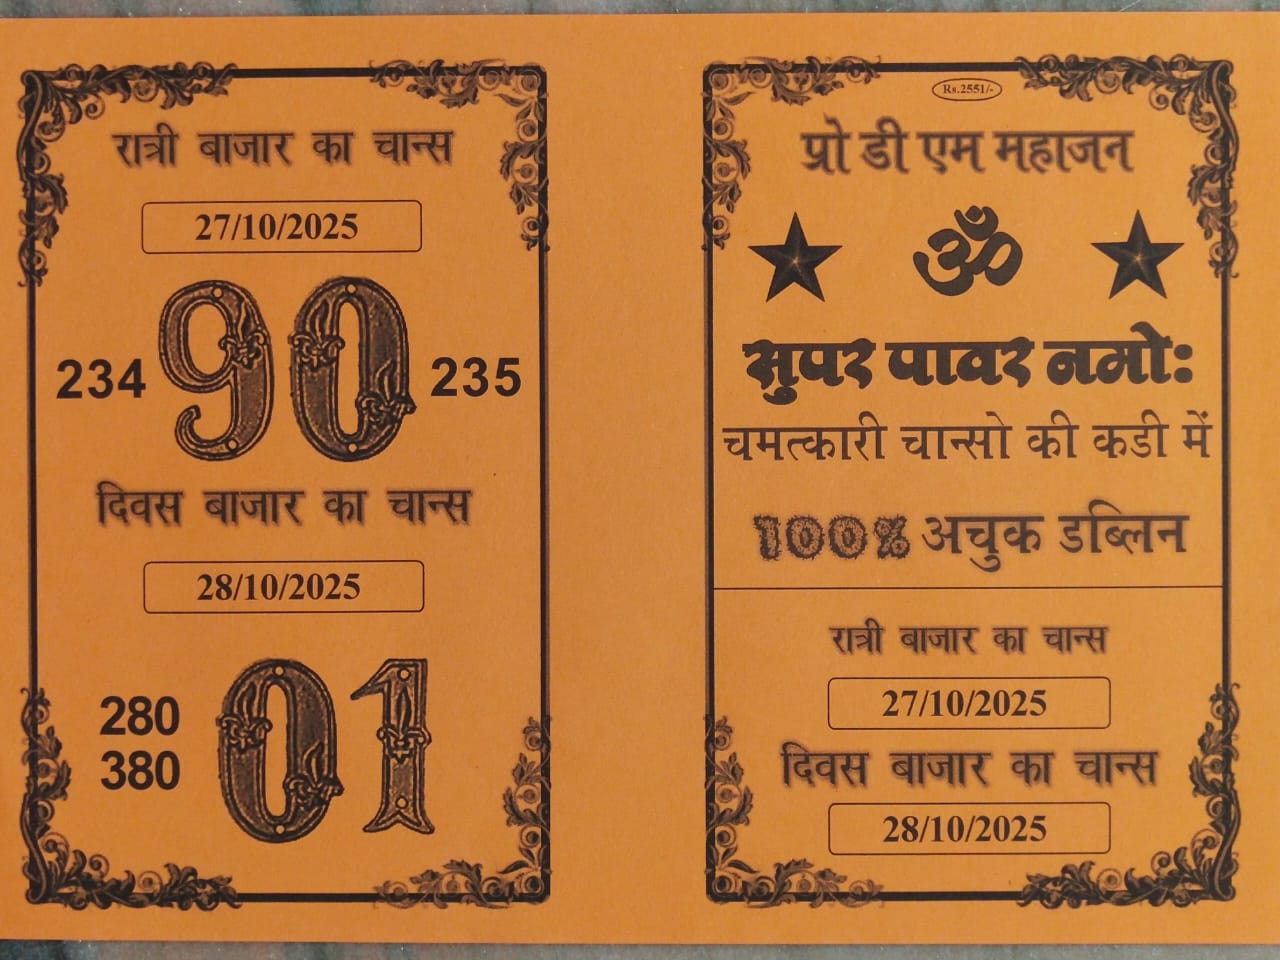 रात्री बाजार का चान्स
27/10/2025
234 90 235
दिवस बाजार का चान्स
28/10/2025
280
380
01
Rs.2551/-
प्रो डी एम महाजन
ॐ
सुपर पावर नमो:
चमत्कारी चान्सो की कडी में
100% अचुक डब्लिन
रात्री बाजार का चान्स
27/10/2025
दिवस बाजार का चान्स
28/10/2025